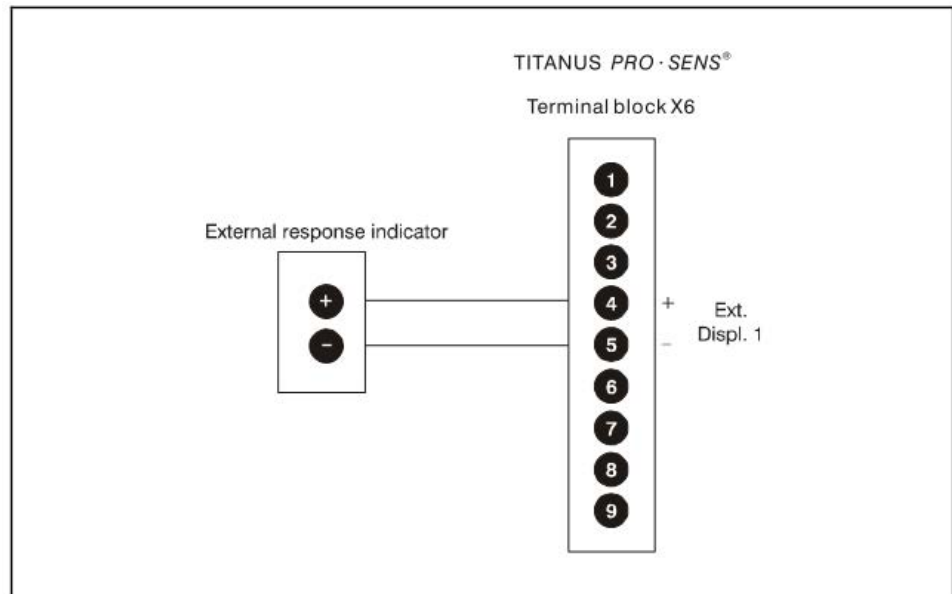 TITANUS PRO · SENS®
Terminal block X6
External response indicator
+
−
1
2
3
4
5
6
7
8
9
+
−
Ext.
Displ. 1